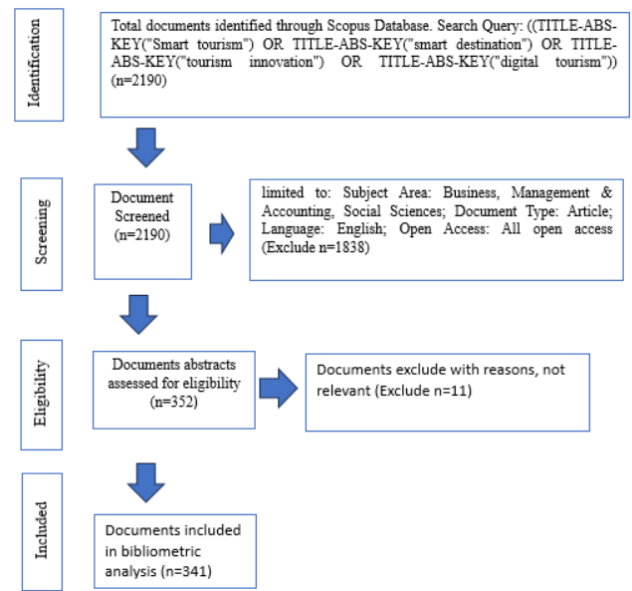 Identification
Total documents identified through Scopus Database. Search Query: ((TITLE-ABS-
KEY("Smart tourism") OR TITLE-ABS-KEY("smart destination") OR TITLE-
ABS-KEY("tourism innovation") OR TITLE-ABS-KEY("digital tourism"))
(n=2190)
Screening
Document
Screened
(n=2190)
limited to: Subject Area: Business, Management &
Accounting, Social Sciences; Document Type: Article;
Language: English; Open Access: All open access
(Exclude n=1838)
Eligibility
Documents abstracts
assessed for eligibility
(n=352)
Documents exclude with reasons, not
relevant (Exclude n=11)
Included
Documents included
in bibliometric
analysis (n=341)